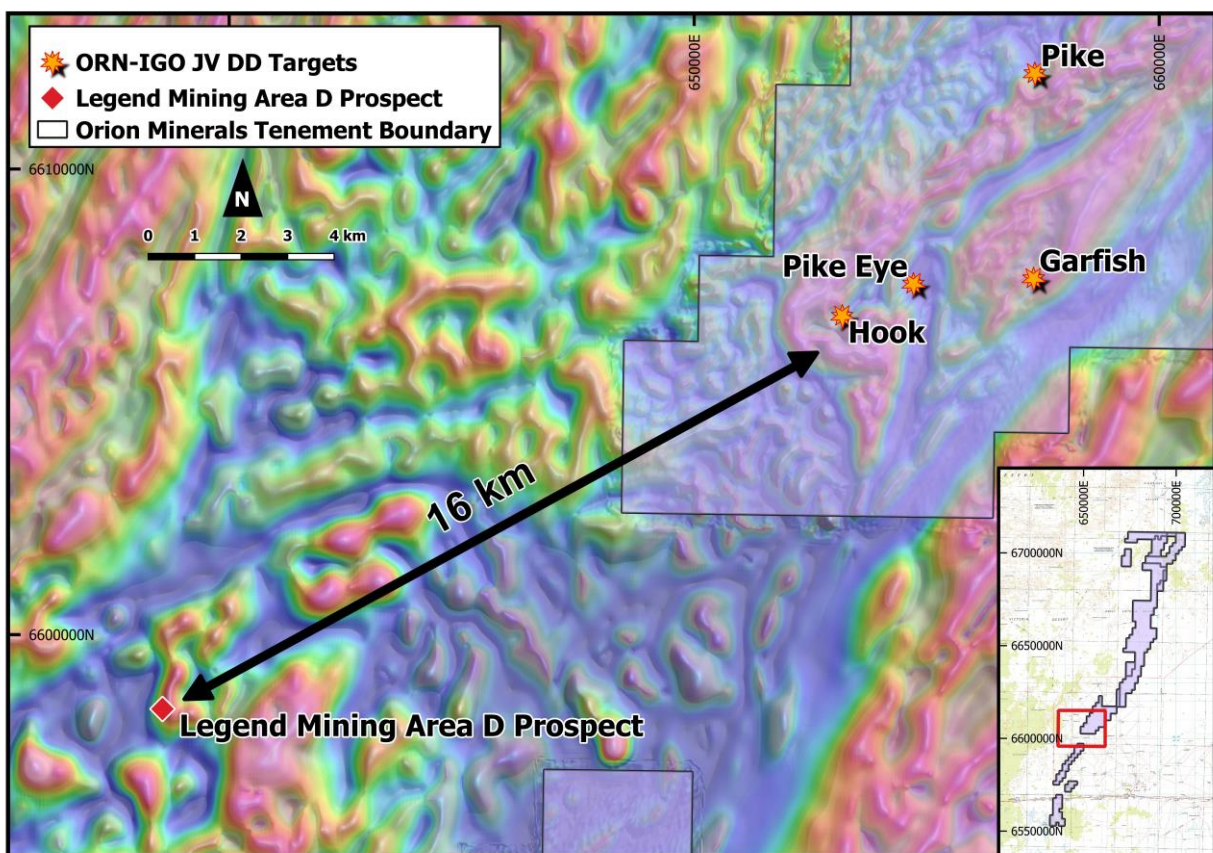 ORN-IGO JV DD Targets
Legend Mining Area D Prospect
Orion Minerals Tenement Boundary
6500000E
6600000E
Pike
6610000N
N
0 1 2 3 4 km
Pike Eye
Garfish
Hook
16 km
6600000N
Legend Mining Area D Prospect
650000E
700000E
6700000N
6650000N
6600000N
6550000N